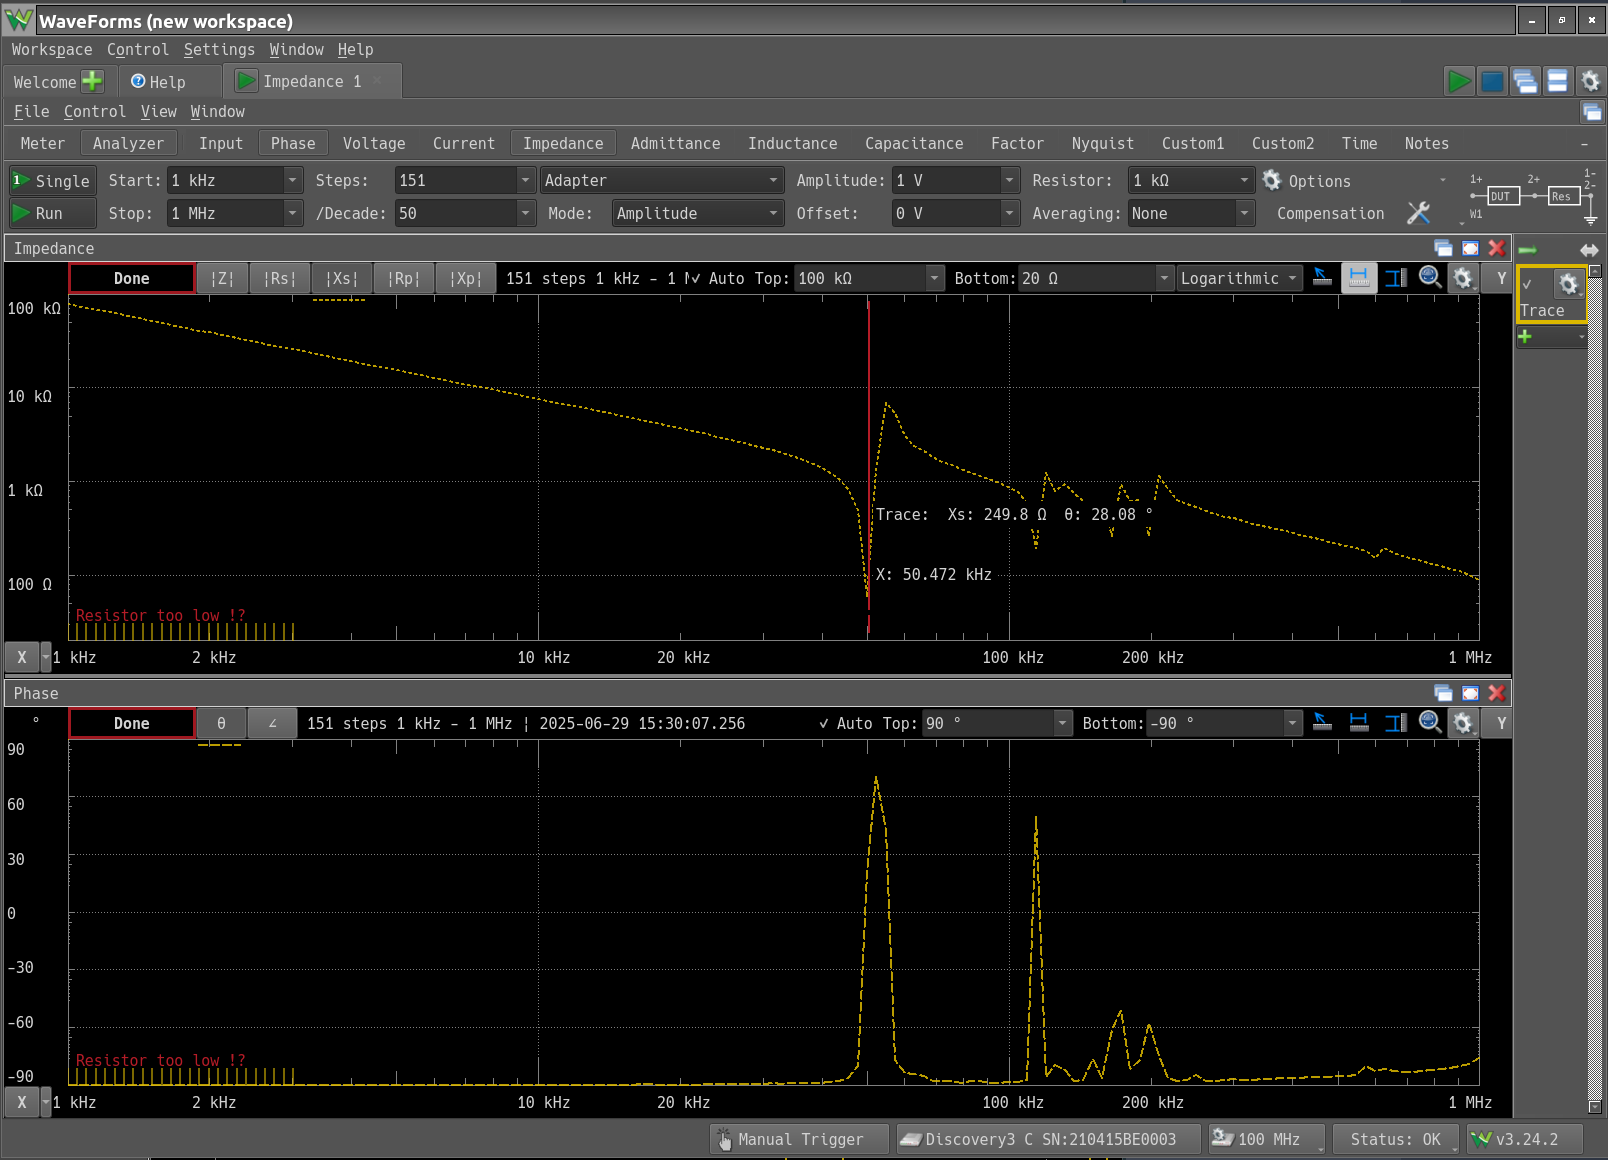 WaveForms (new workspace)
Workspace Control Settings Window Help
Welcome Help Impedance 1
File Control View Window
Meter Analyzer Input Phase Voltage Current Impedance Admittance Inductance Capacitance Factor Nyquist Custom1 Custom2 Time Notes
Single Start: 1 kHz Steps: 151 Adapter Amplitude: 1 V Resistor: 1 kΩ Options
Run Stop: 1 MHz /Decade: 50 Mode: Amplitude Offset: 0 V Averaging: None Compensation
1+ 2+ 1- 2-
DUT Res
W1
Impedance
Done ¦Z¦ ¦Rs¦ ¦Xs¦ ¦Rp¦ ¦Xp¦ 151 steps 1 kHz - 1 Auto Top: 100 kΩ Bottom: 20 Ω Logarithmic Y
Trace
100 kΩ
10 kΩ
1 kΩ
Trace: Xs: 249.8 Ω θ: 28.08 °
X: 50.472 kHz
100 Ω
Resistor too low !?
X 1 kHz 2 kHz 10 kHz 20 kHz 100 kHz 200 kHz 1 MHz
Phase
° Done θ ∠ 151 steps 1 kHz - 1 MHz ¦ 2025-06-29 15:30:07.256 ✓ Auto Top: 90 ° Bottom: -90 ° Y
90
60
30
0
-30
-60
Resistor too low !?
-90
X 1 kHz 2 kHz 10 kHz 20 kHz 100 kHz 200 kHz 1 MHz
Manual Trigger Discovery3 C SN:210415BE0003 100 MHz Status: OK v3.24.2